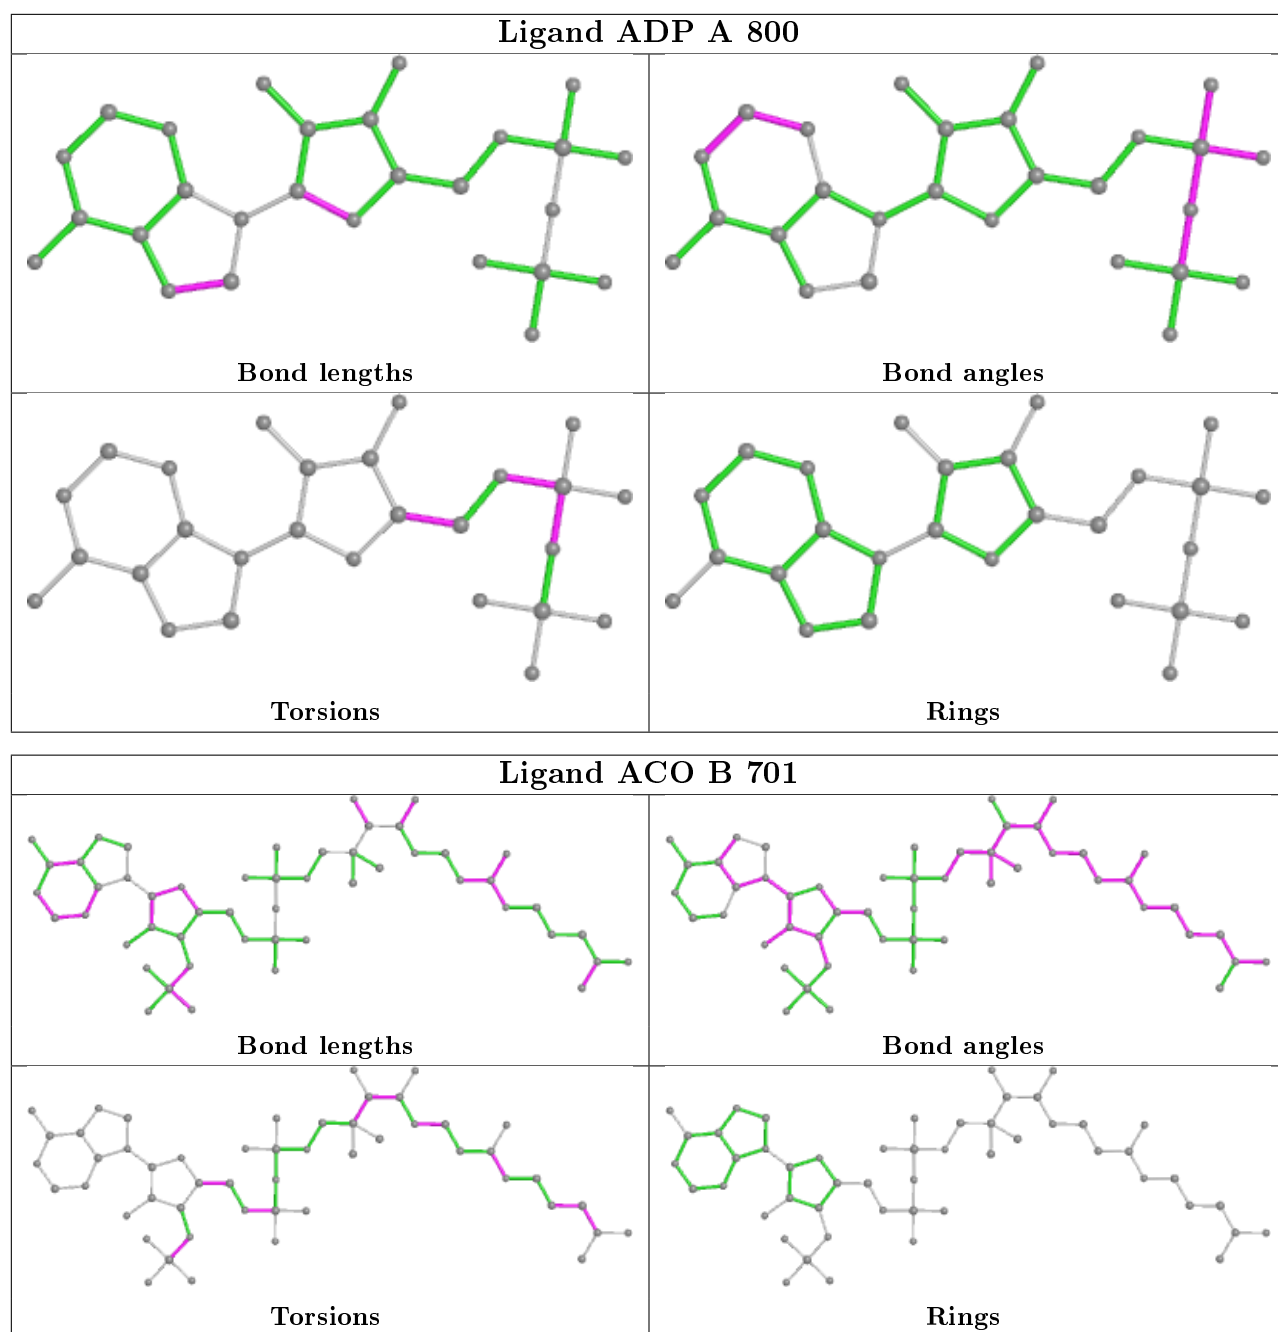 Ligand ADP A 800
Bond lengths
Bond angles
Torsions
Rings
Ligand ACO B 701
Bond lengths
Bond angles
Torsions
Rings